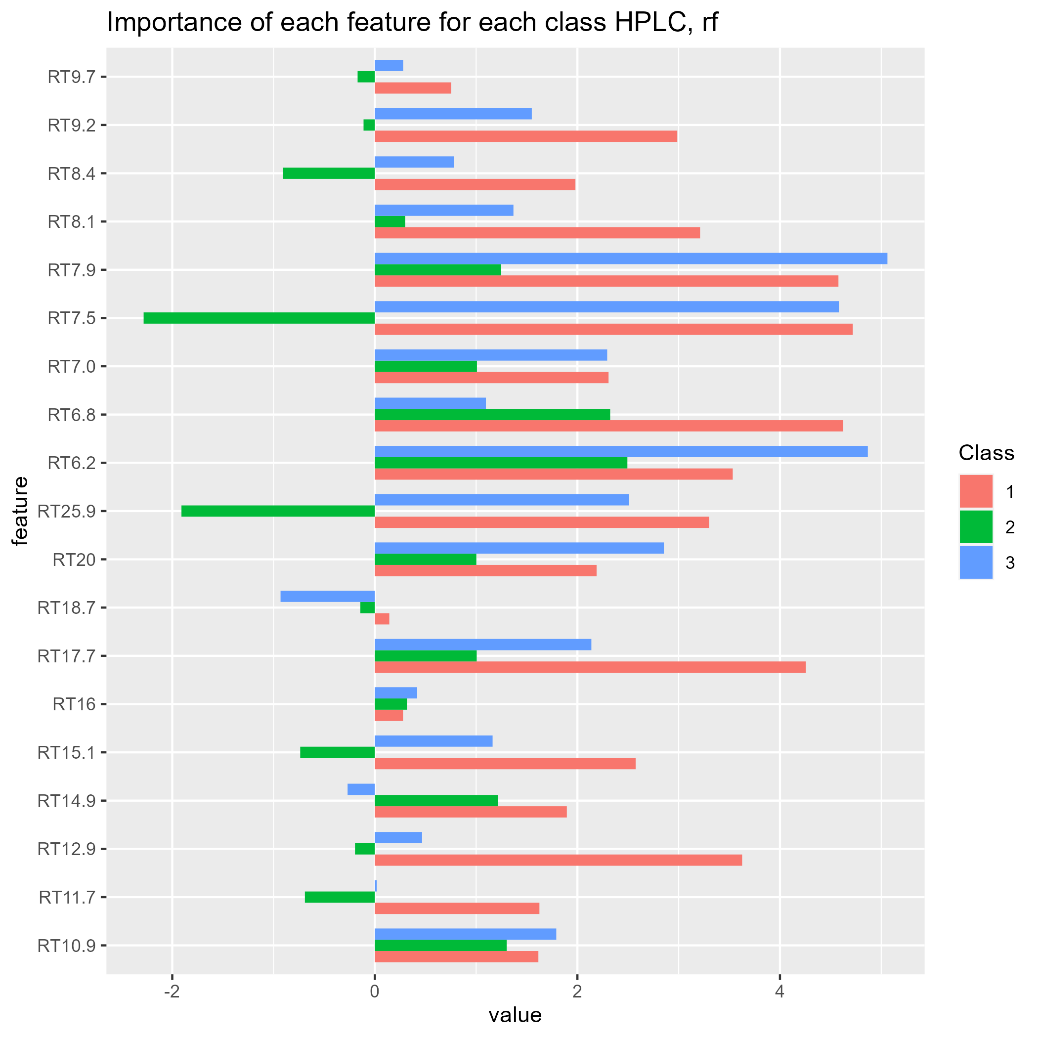 Importance of each feature for each class HPLC, rf
feature
RT9.7
RT9.2
RT8.4
RT8.1
RT7.9
RT7.5
RT7.0
RT6.8
RT6.2
RT25.9
RT20
RT18.7
RT17.7
RT16
RT15.1
RT14.9
RT12.9
RT11.7
RT10.9
-2 0 2 4
value
Class
1
2
3